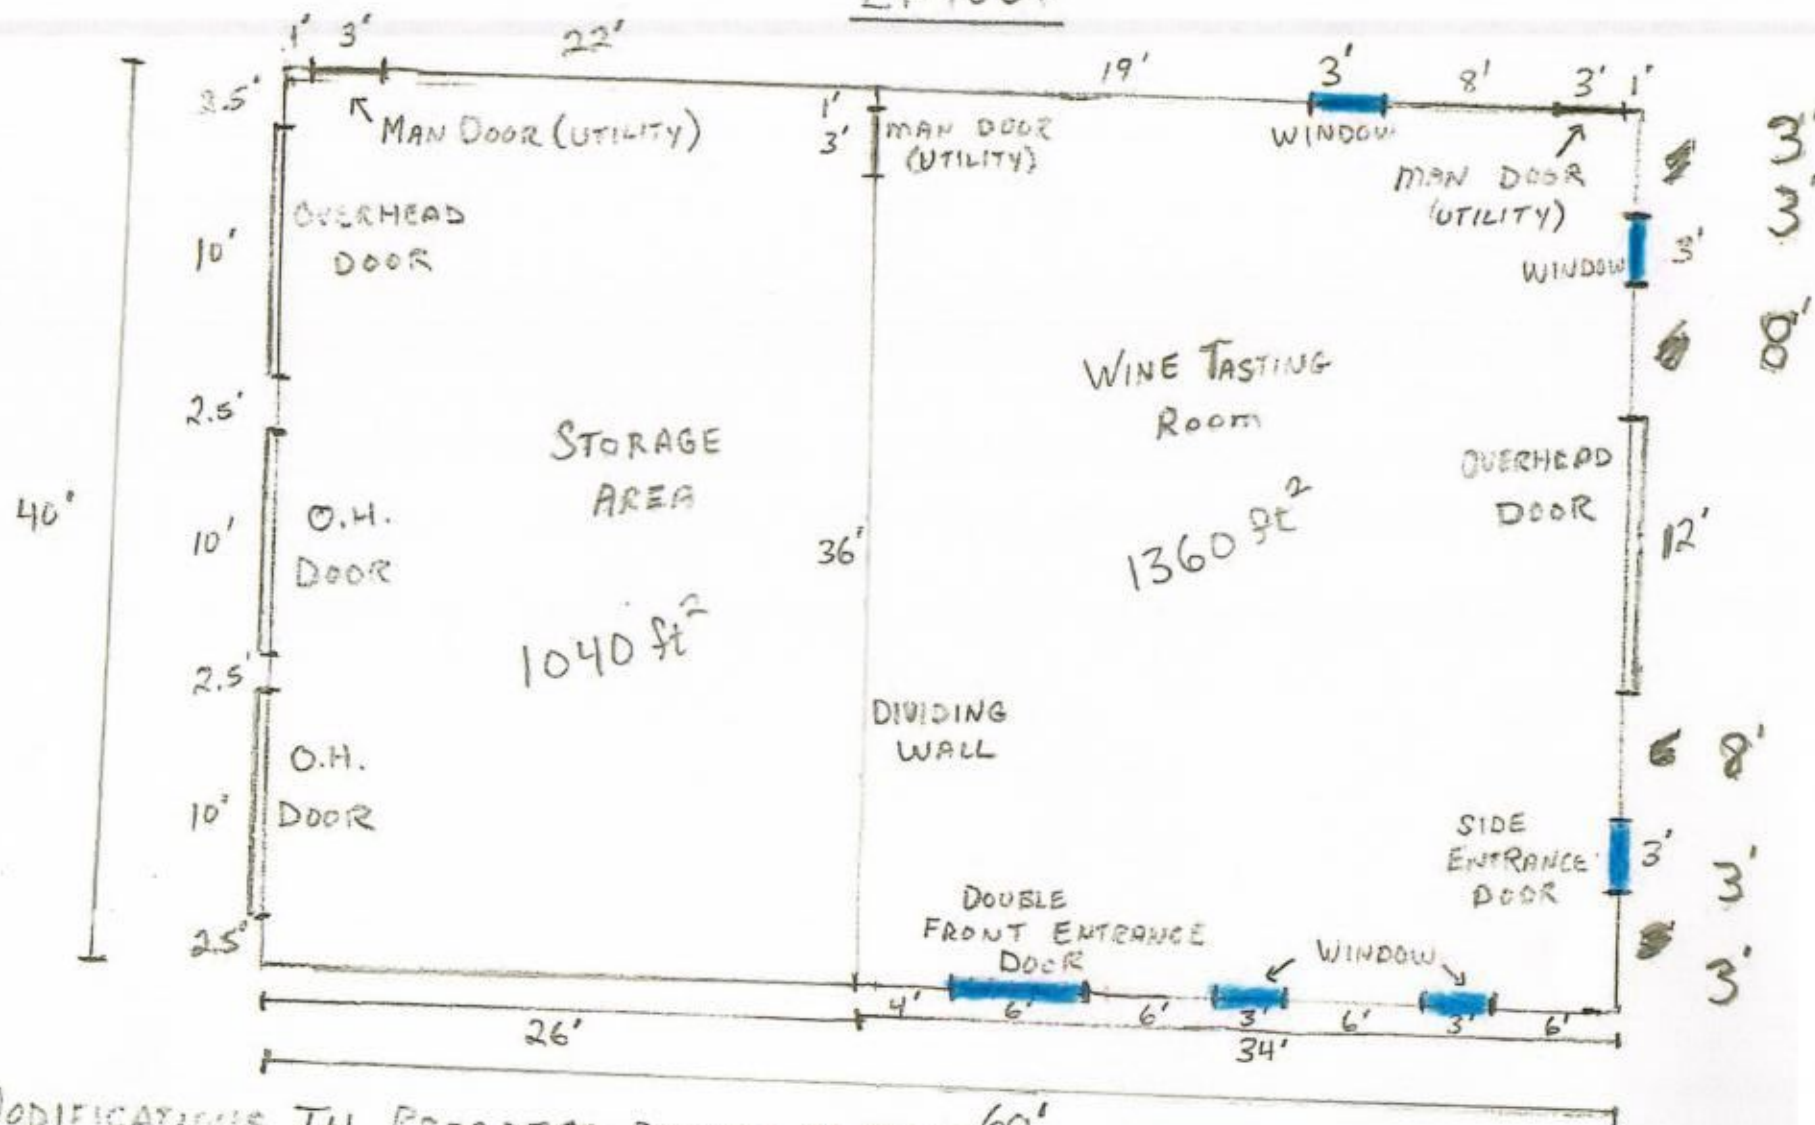 1' 3' 22' 19' 3' 8' 3' 1'
MAN DOOR (UTILITY)
1'
3'
MAN DOOR
(UTILITY)
WINDOW
MAN DOOR
(UTILITY)
3'
3'
WINDOW
3'
8'
OVERHEAD
DOOR
10'
2.5'
40'
10'
O.H.
DOOR
2.5'
10'
O.H.
DOOR
2.5'
STORAGE
AREA
1040 ft²
36'
DIVIDING
WALL
WINE TASTING
ROOM
1360 ft²
OVERHEAD
DOOR
12'
8'
SIDE
ENTRANCE
DOOR
3'
3'
3'
DOUBLE
FRONT ENTRANCE
DOOR
WINDOW
4' 6' 6' 3' 6' 3' 6'
26'
34'
60'